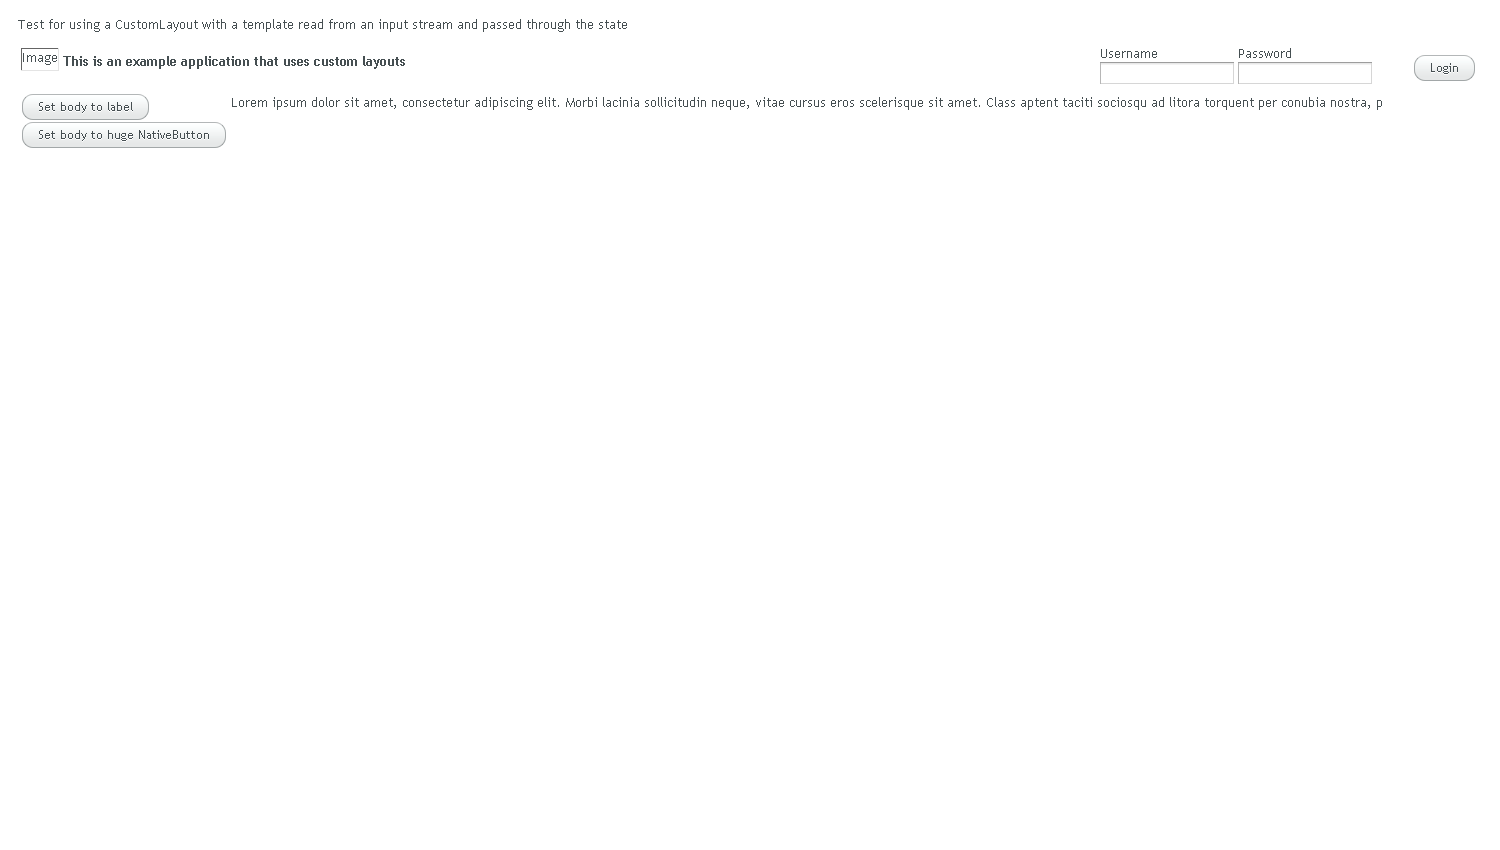 Test for using a CustomLayout with a template read from an input stream and passed through the state
Image This is an example application that uses custom layouts
Username Password
Login
Set body to label
Lorem ipsum dolor sit amet, consectetur adipiscing elit. Morbi lacinia sollicitudin neque, vitae cursus eros scelerisque sit amet. Class aptent taciti sociosqu ad litora torquent per conubia nostra, p
Set body to huge NativeButton